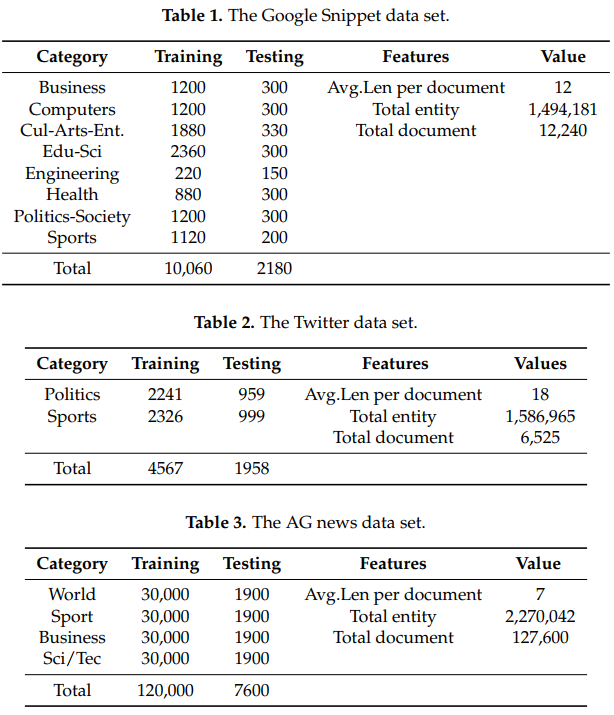 Table 1. The Google Snippet data set.
Category Training Testing Features Value
Business 1200 300 Avg.Len per document 12
Computers 1200 300 Total entity 1,494,181
Cul-Arts-Ent. 1880 330 Total document 12,240
Edu-Sci 2360 300
Engineering 220 150
Health 880 300
Politics-Society 1200 300
Sports 1120 200
Total 10,060 2180
Table 2. The Twitter data set.
Category Training Testing Features Values
Politics 2241 959 Avg.Len per document 18
Sports 2326 999 Total entity 1,586,965
Total document 6,525
Total 4567 1958
Table 3. The AG news data set.
Category Training Testing Features Value
World 30,000 1900 Avg.Len per document 7
Sport 30,000 1900 Total entity 2,270,042
Business 30,000 1900 Total document 127,600
Sci/Tec 30,000 1900
Total 120,000 7600